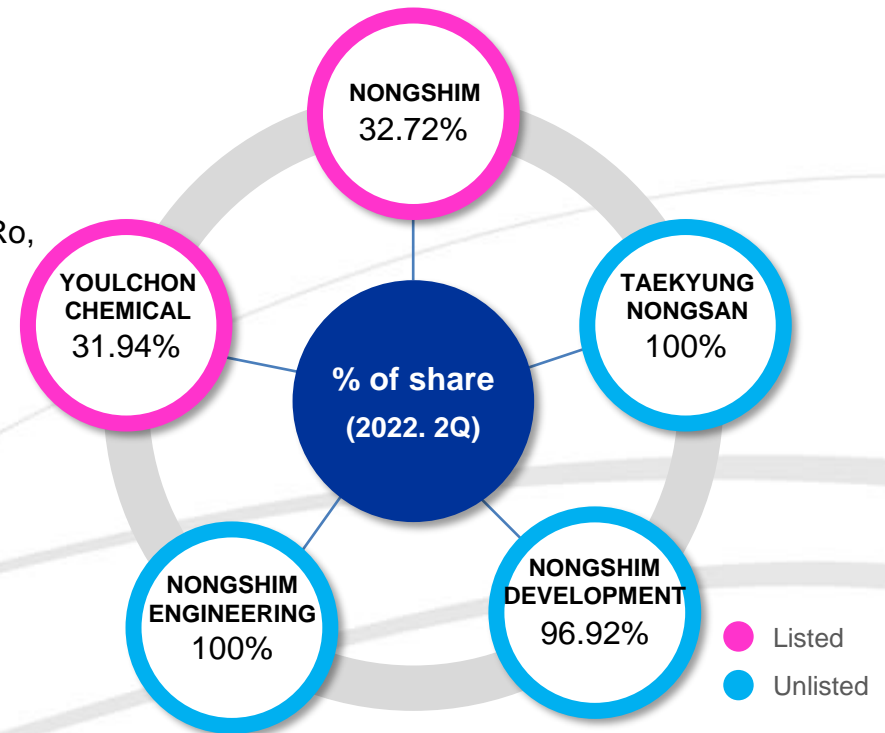 NONGSHIM
32.72%
Ro,
YOULCHON
CHEMICAL
31.94%
TAEKYUNG
NONGSAN
100%
% of share
(2022. 2Q)
NONGSHIM
ENGINEERING
100%
NONGSHIM
DEVELOPMENT
96.92%
Listed
Unlisted